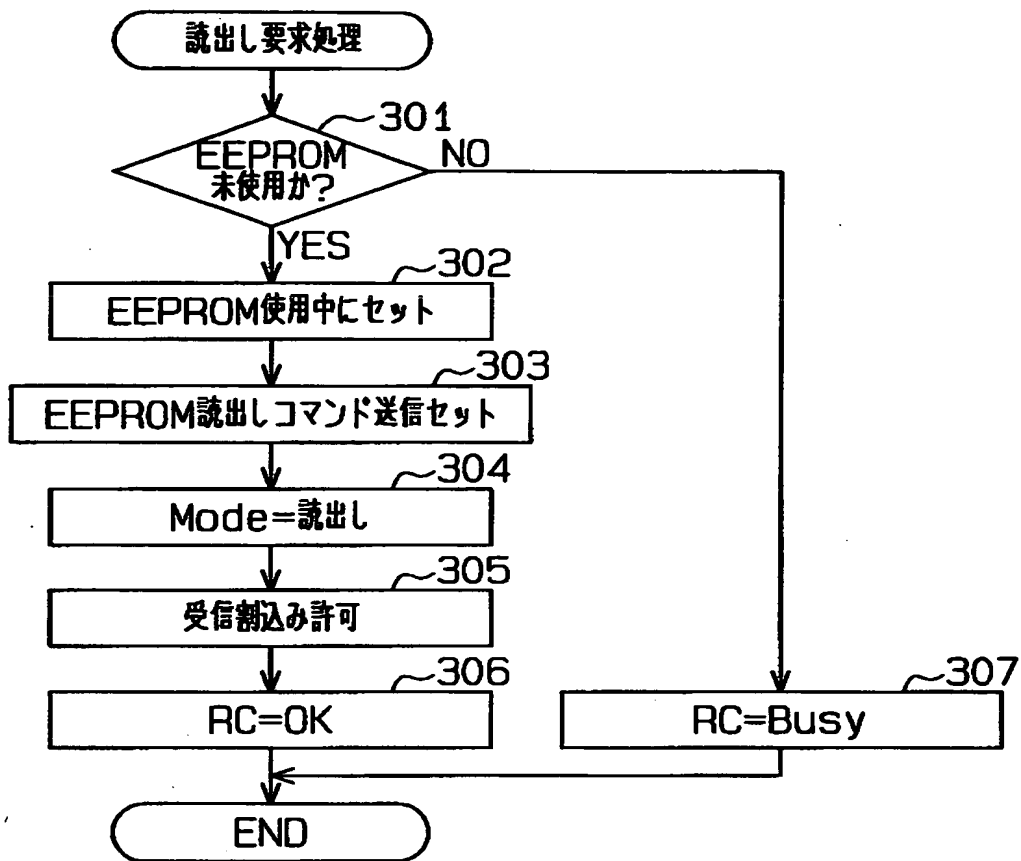 読出し要求処理
301
EEPROM
未使用か?
NO
YES
302
EEPROM使用中にセット
303
EEPROM読出しコマンド送信セット
304
Mode=読出し
305
受信割込み許可
306
RC=OK
307
RC=Busy
END